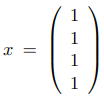 x = ( 1
1
1
1 )